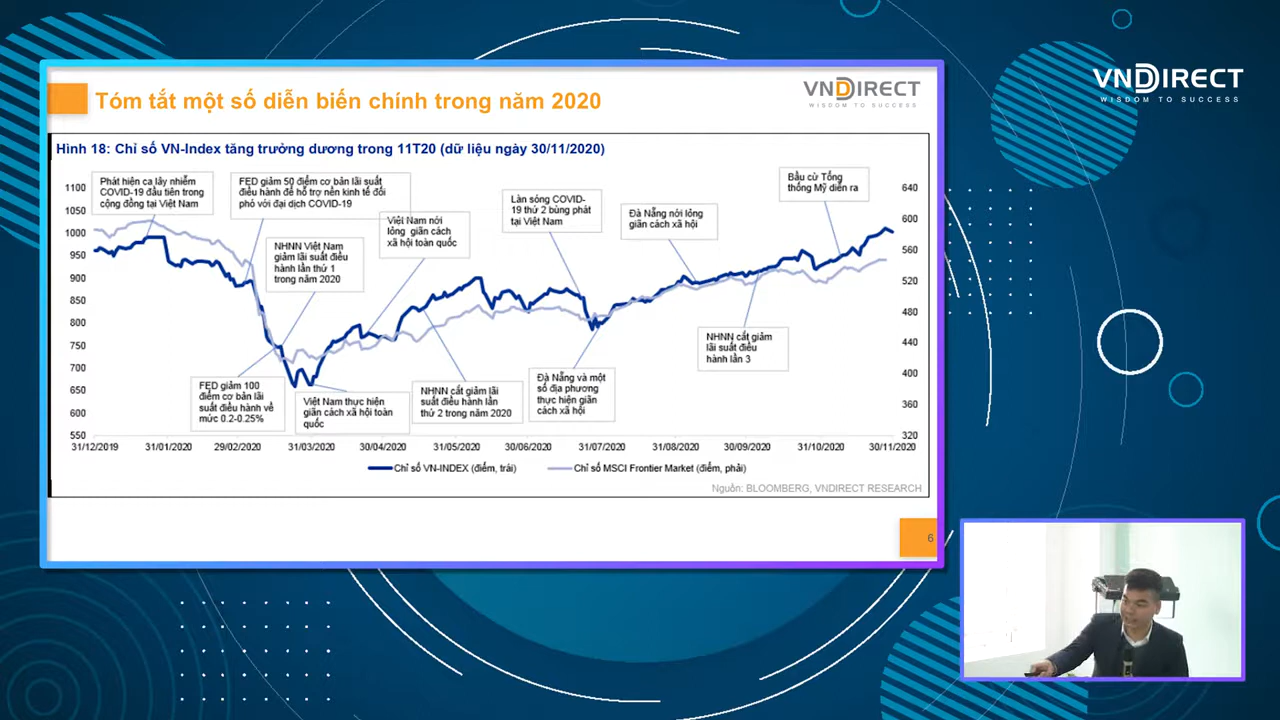 VNDIRECT
WISDOM TO SUCCESS
Tóm tắt một số diễn biến chính trong năm 2020
VNDIRECT
WISDOM TO SUCCESS
Hình 18: Chỉ số VN-Index tăng trưởng dương trong 11T20 (dữ liệu ngày 30/11/2020)
Phát hiện ca lây nhiễm
COVID-19 đầu tiên trong
cộng đồng tại Việt Nam
FED giảm 50 điểm cơ bản lãi suất
điều hành để hỗ trợ nền kinh tế đối
phó với đại dịch COVID-19
NHNN Việt Nam
giảm lãi suất điều
hành lần thứ 1
trong năm 2020
Việt Nam nới
lỏng giãn cách
xã hội toàn quốc
Làn sóng COVID-
19 thứ 2 bùng phát
tại Việt Nam
Đà Nẵng nới lỏng
giãn cách xã hội
Bầu cử Tổng
thống Mỹ diễn ra
FED giảm 100
điểm cơ bản lãi
suất điều hành về
mức 0.2-0.25%
Việt Nam thực hiện
giãn cách xã hội toàn
quốc
NHNN cắt giảm lãi
suất điều hành lần
thứ 2 trong năm 2020
Đà Nẵng và một
số địa phương
thực hiện giãn
cách xã hội
NHNN cắt giảm
lãi suất điều
hành lần 3
1100
1050
1000
950
900
850
800
750
700
650
600
550
640
600
560
520
480
440
400
360
320
31/12/2019 31/01/2020 29/02/2020 31/03/2020 30/04/2020 31/05/2020 30/06/2020 31/07/2020 31/08/2020 30/09/2020 31/10/2020 30/11/2020
Chỉ số VN-INDEX (điểm, trái) Chỉ số MSCI Frontier Market (điểm, phải)
Nguồn: BLOOMBERG, VNDIRECT RESEARCH
6